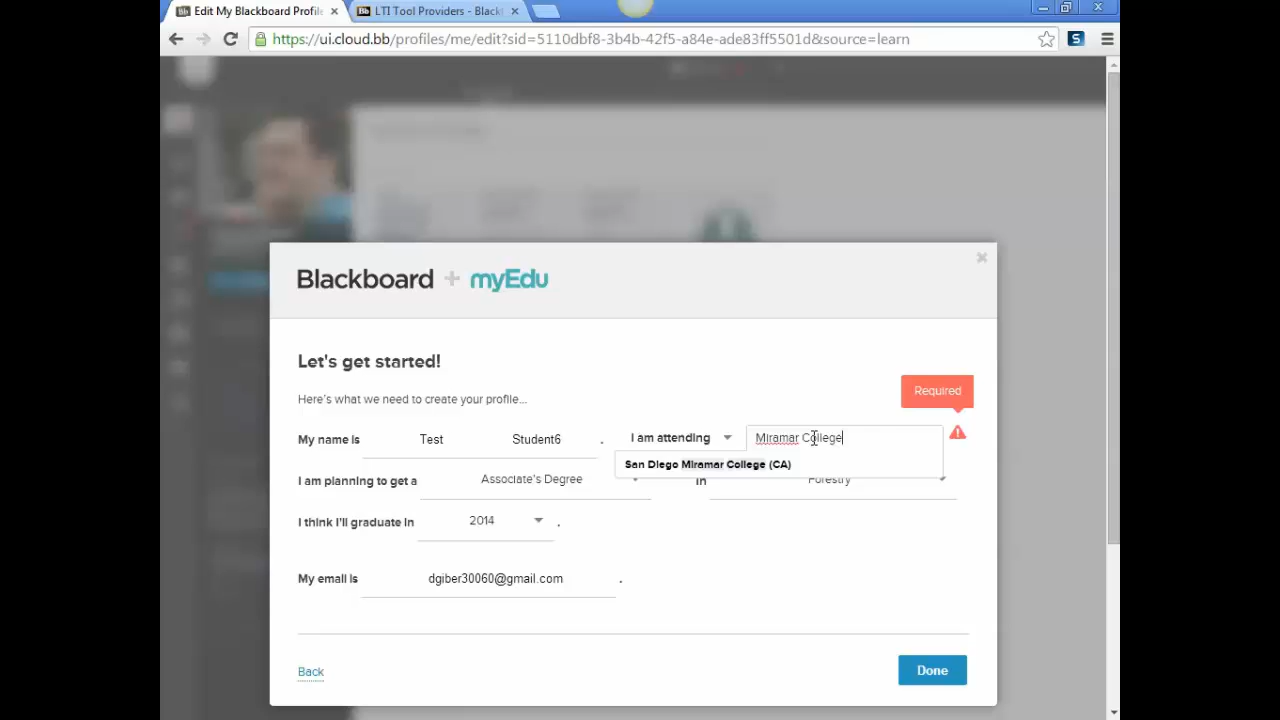 Edit My Blackboard Profile
LTI Tool Providers - Black
https://ui.cloud.bb/profiles/me/edit?sid=5110dbf8-3b4b-42f5-a84e-ade83ff5501d&source=learn
Blackboard + myEdu
Let's get started!
Required
Here's what we need to create your profile...
My name is Test Student6 . I am attending Miramar College
San Diego Miramar College (CA)
I am planning to get a Associate's Degree in Forestry
I think I'll graduate in 2014 .
My email is dgiber30060@gmail.com .
Back Done